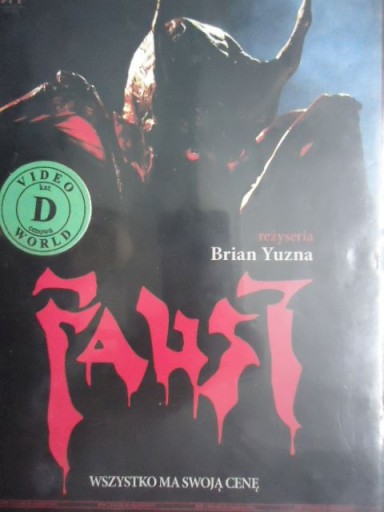 VIDEO
kat
D
cenowa
WORLD
reżyseria
Brian Yuzna
FAUST
WSZYSTKO MA SWOJĄ CENĘ